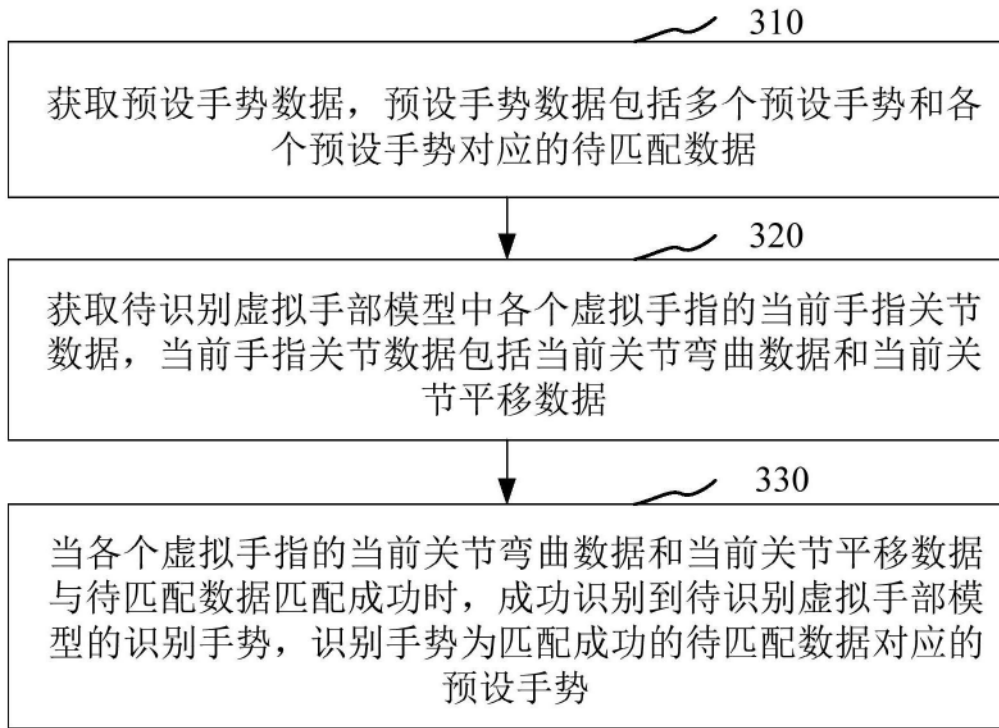 310
获取预设手势数据，预设手势数据包括多个预设手势和各
个预设手势对应的待匹配数据
320
获取待识别虚拟手部模型中各个虚拟手指的当前手指关节
数据，当前手指关节数据包括当前关节弯曲数据和当前关
节平移数据
330
当各个虚拟手指的当前关节弯曲数据和当前关节平移数据
与待匹配数据匹配成功时，成功识别到待识别虚拟手部模
型的识别手势，识别手势为匹配成功的待匹配数据对应的
预设手势